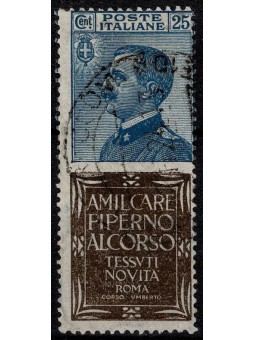 Cent. POSTE 25
ITALIANE
AMILCARE
PIPERNO
ALCORSO
TESSVTI
NOVITÀ
ROMA
CORSO UMBERTO